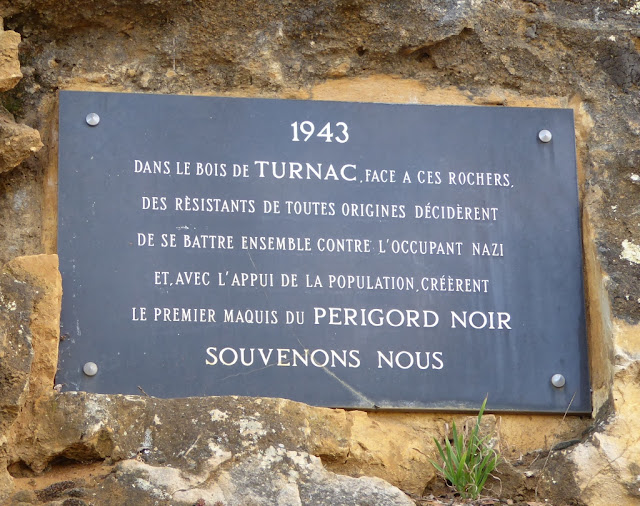 1943
DANS LE BOIS DE TURNAC, FACE A CES ROCHERS,
DES RÈSISTANTS DE TOUTES ORIGINES DÉCIDÈRENT
DE SE BATTRE ENSEMBLE CONTRE L'OCCUPANT NAZI
ET, AVEC L'APPUI DE LA POPULATION, CRÉÈRENT
LE PREMIER MAQUIS DU PERIGORD NOIR
SOUVENONS NOUS